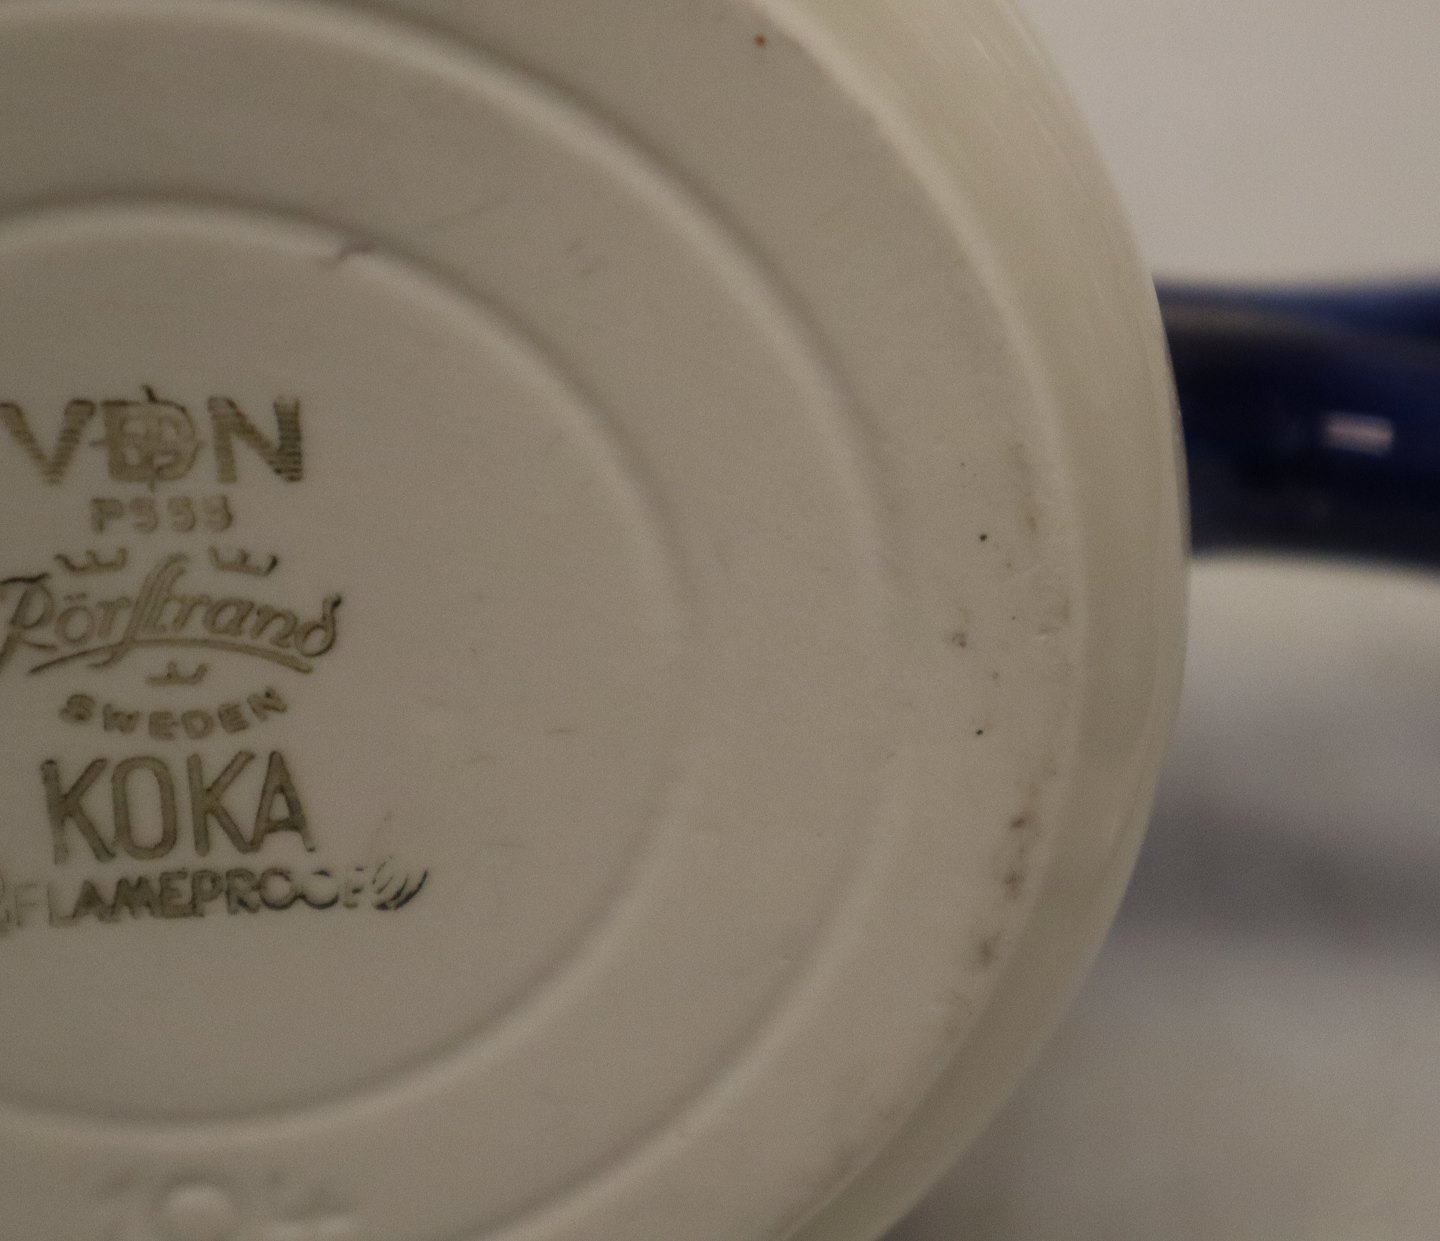 VDN
P555
Rörstrand
SWEDEN
KOKA
FLAMEPROOF